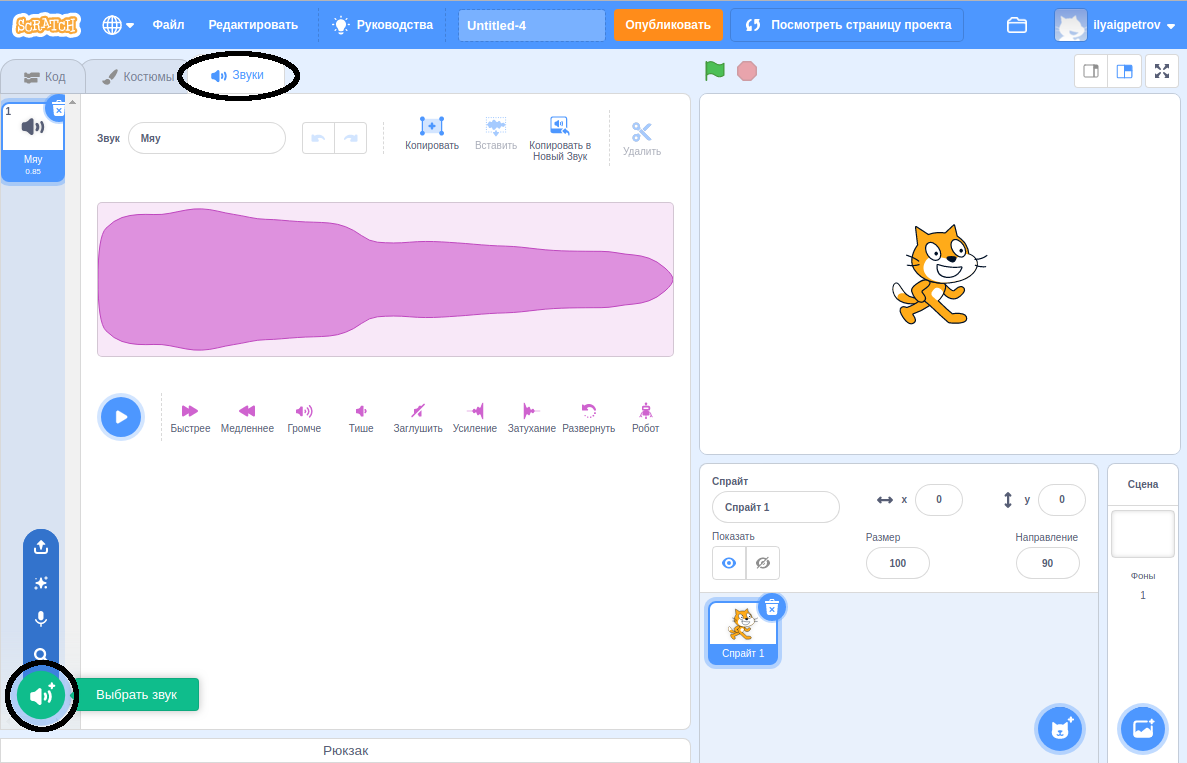 SCRATCH
Файл
Редактировать
Руководства
Untitled-4
Опубликовать
Посмотреть страницу проекта
ilyaigpetrov
Код
Костюмы
Звуки
1
Мяу
0.85
Звук
Мяу
Копировать
Вставить
Копировать в
Новый Звук
Удалить
Быстрее
Медленнее
Громче
Тише
Заглушить
Усиление
Затухание
Развернуть
Робот
Выбрать звук
Рюкзак
Спрайт
Спрайт 1
x
0
y
0
Показать
Размер
100
Направление
90
Спрайт 1
Сцена
Фоны
1